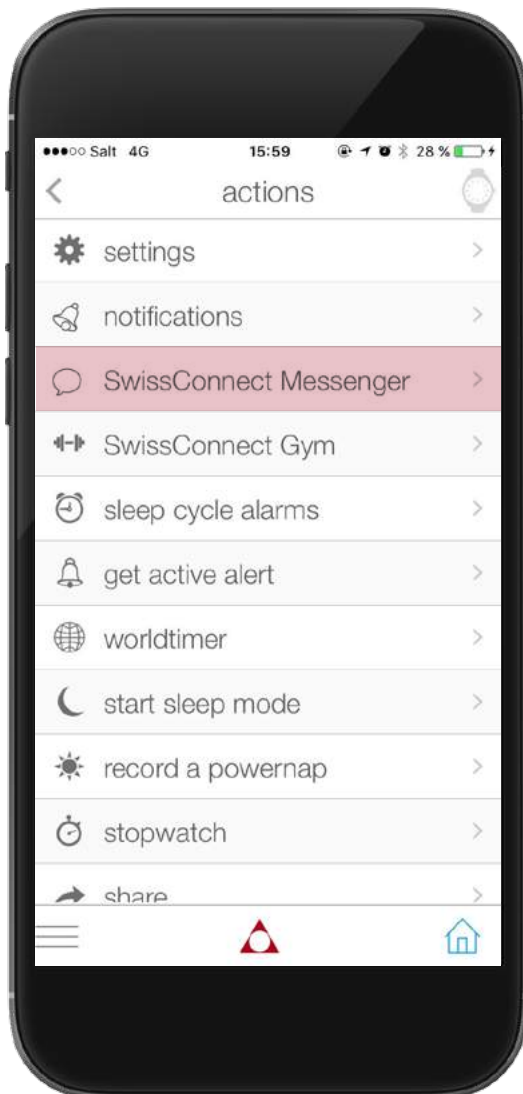 Salt 4G 15:59 28 %
actions
settings
notifications
SwissConnect Messenger
SwissConnect Gym
sleep cycle alarms
get active alert
worldtimer
start sleep mode
record a powernap
stopwatch
share